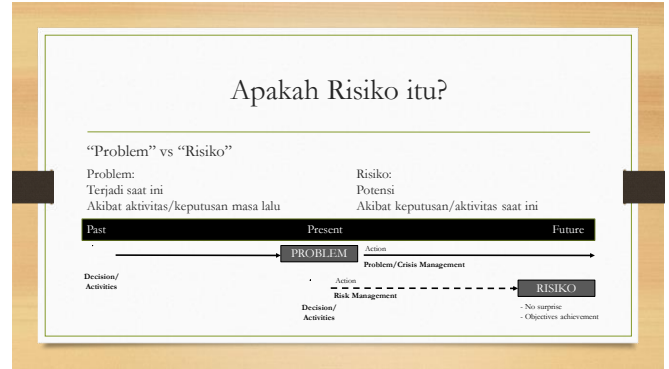 Apakah Risiko itu?
“Problem” vs “Risiko”
Problem:
Terjadi saat ini
Akibat aktivitas/keputusan masa lalu
Risiko:
Potensi
Akibat keputusan/aktivitas saat ini
Past Present Future
PROBLEM
Action
Problem/Crisis Management
Decision/
Activities
Action
Risk Management
RISIKO
Decision/
Activities
- No surprise
- Objectives achievement